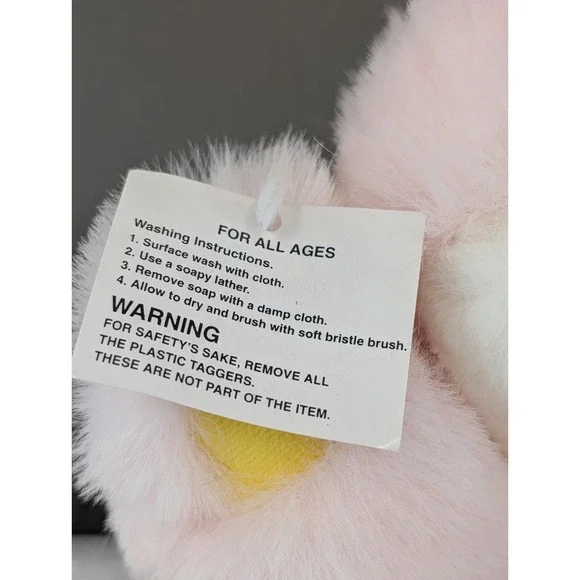 FOR ALL AGES
Washing Instructions.
1. Surface wash with cloth.
2. Use a soapy lather.
3. Remove soap with a damp cloth.
4. Allow to dry and brush with soft bristle brush.
WARNING
FOR SAFETY'S SAKE, REMOVE ALL
THE PLASTIC TAGGERS.
THESE ARE NOT PART OF THE ITEM.